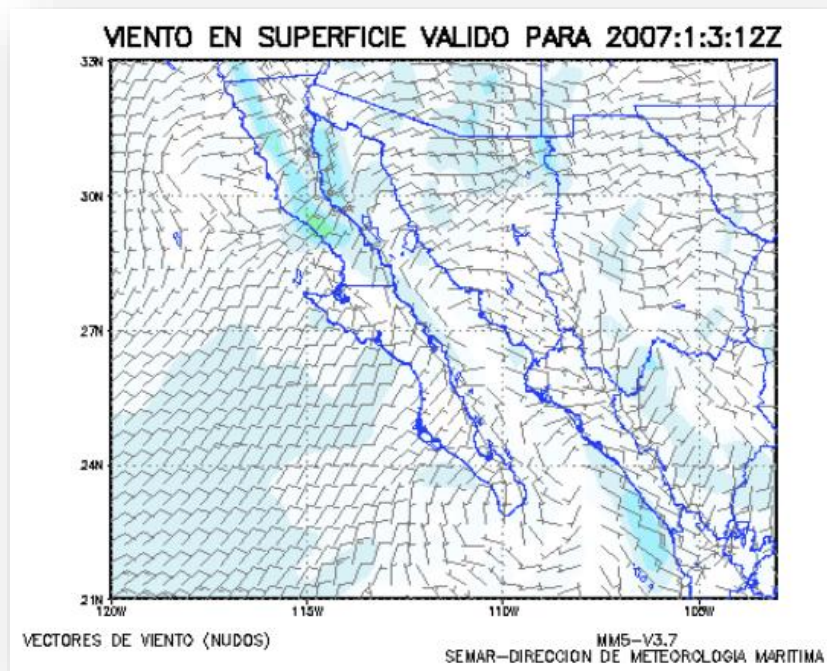 VIENTO EN SUPERFICIE VALIDO PARA 2007:1:3:12Z
33N
30N
27N
24N
21N
120W 115W 110W 105W
VECTORES DE VIENTO (NUDOS)
MM5-V3.7
SEMAR-DIRECCION DE METEOROLOGIA MARITIMA